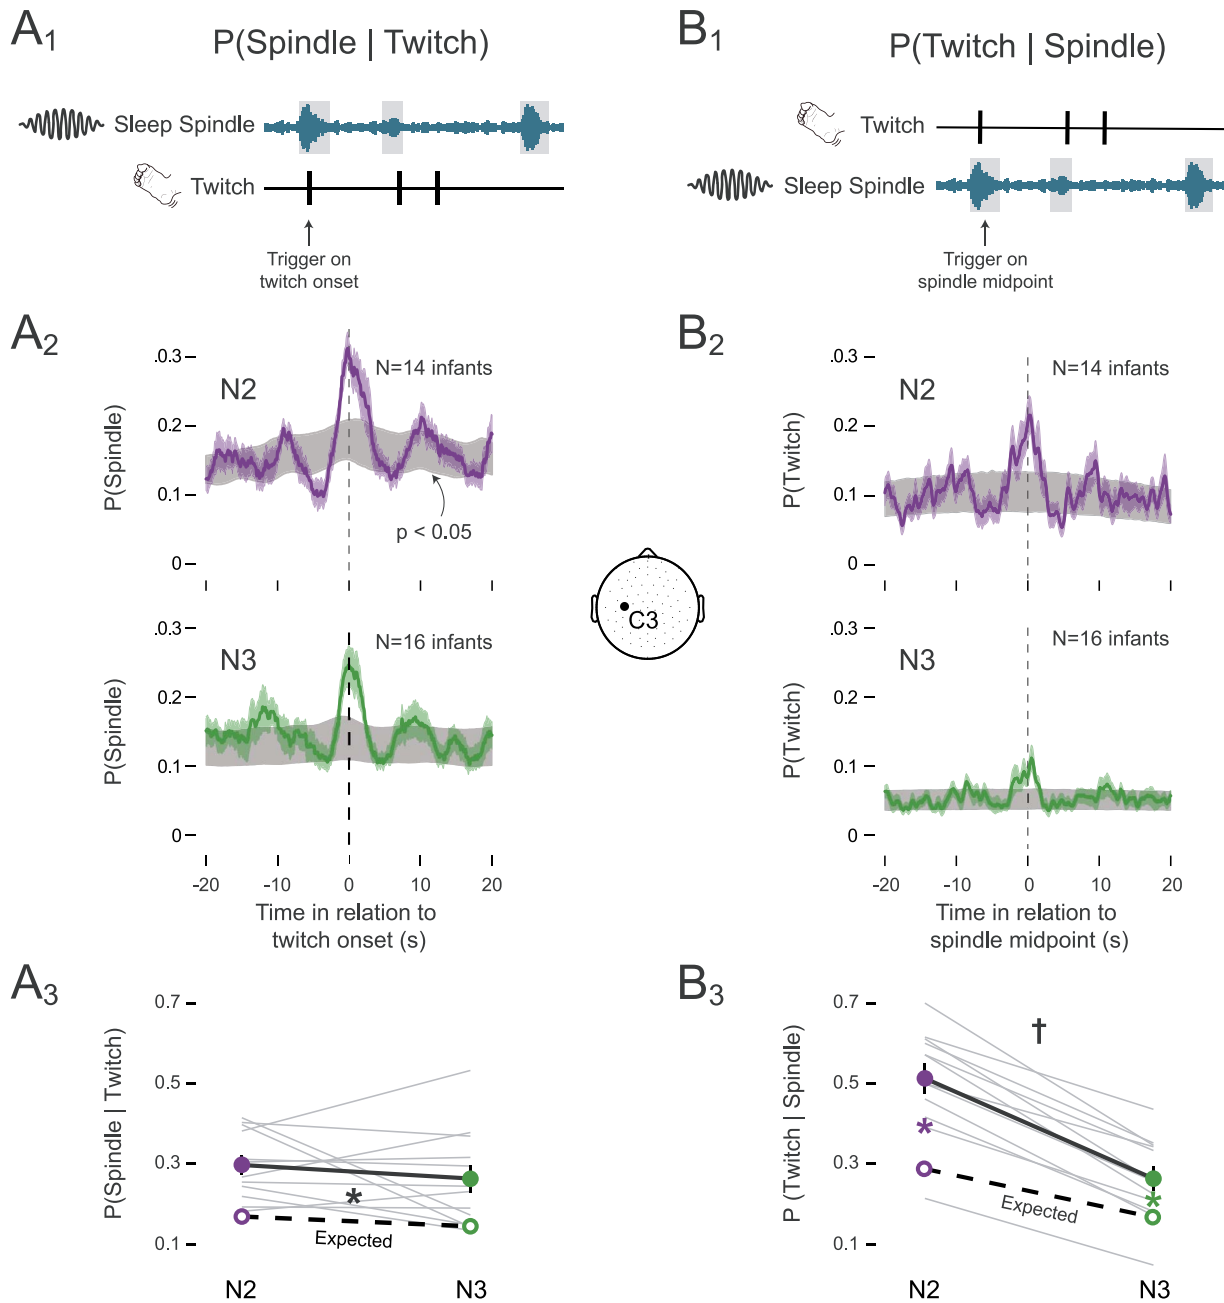 A1
P(Spindle | Twitch)
Sleep Spindle
Twitch
Trigger on
twitch onset
B1
P(Twitch | Spindle)
Twitch
Sleep Spindle
Trigger on
spindle midpoint
A2
P(Spindle)
.03
0.2
0.1
0
N2
N=14 infants
p < 0.05
P(Spindle)
.03
0.2
0.1
0
N3
N=16 infants
-20
-10
0
10
20
Time in relation to
twitch onset (s)
C3
B2
P(Twitch)
.03
0.2
0.1
0
N2
N=14 infants
P(Twitch)
.03
0.2
0.1
0
N3
N=16 infants
-20
-10
0
10
20
Time in relation to
spindle midpoint (s)
A3
P(Spindle | Twitch)
0.7
0.5
0.3
0.1
*
Expected
N2
N3
B3
P (Twitch | Spindle)
0.7
0.5
0.3
0.1
†
*
*
Expected
N2
N3